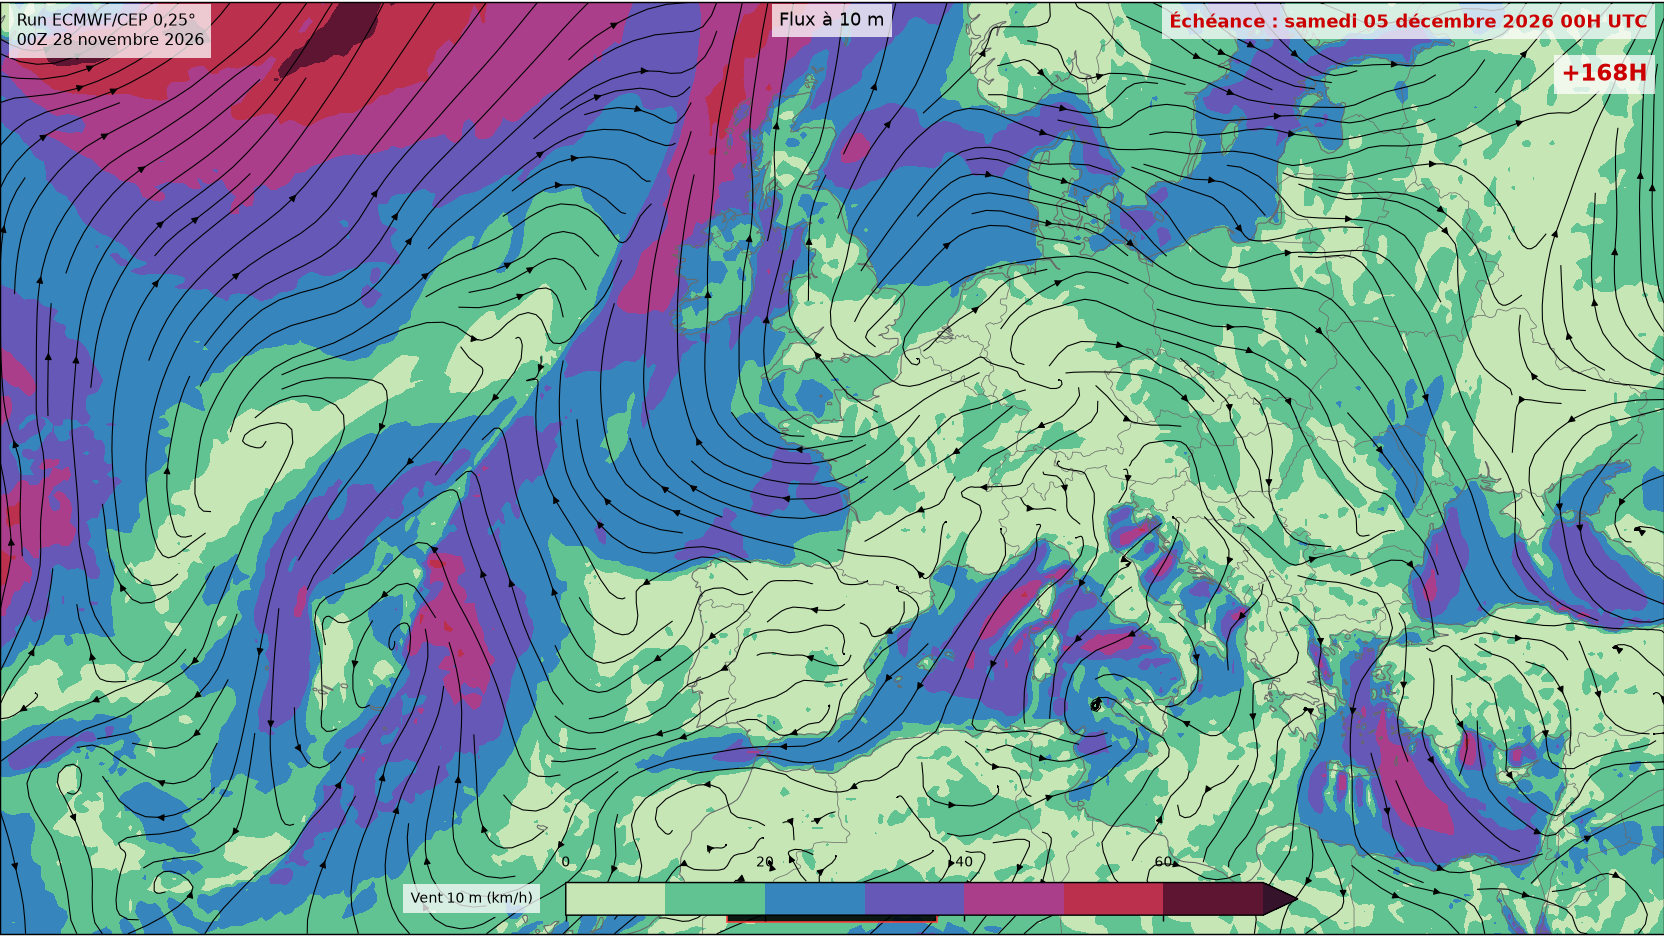 Run ECMWF/CEP 0,25°
00Z 28 novembre 2026
Flux à 10 m
Échéance : samedi 05 décembre 2026 00H UTC
+168H
0 20 40 60
Vent 10 m (km/h)